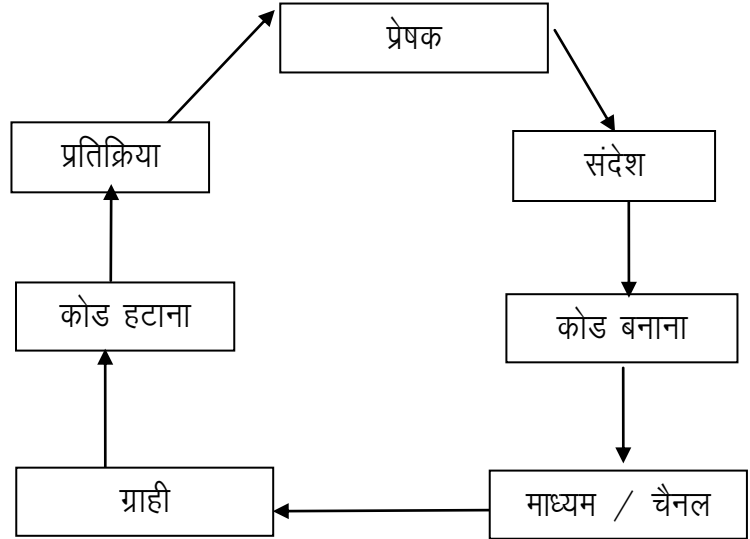 प्रेषक
संदेश
कोड बनाना
माध्यम / चैनल
ग्राही
कोड हटाना
प्रतिक्रिया